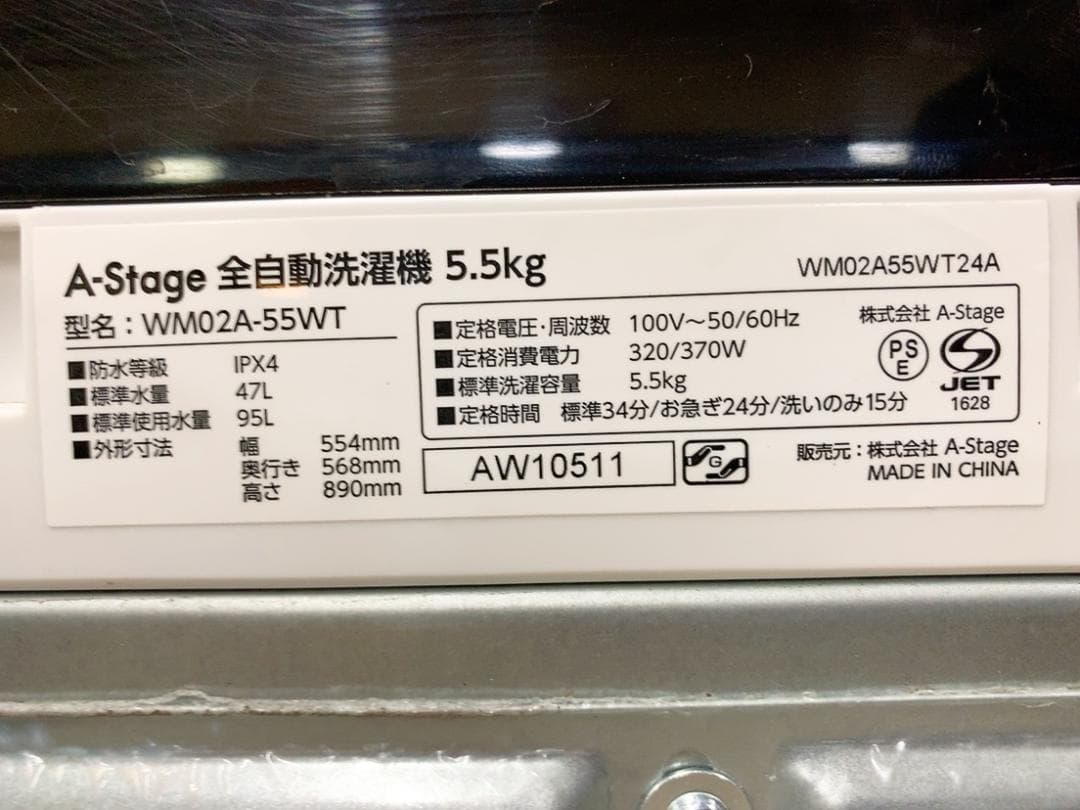 A-Stage 全自動洗濯機 5.5kg
WM02A55WT24A
型名：WM02A-55WT
■防水等級 IPX4
■標準水量 47L
■標準使用水量 95L
■外形寸法 幅 554mm
奥行き 568mm
高さ 890mm
■定格電圧・周波数 100V～50/60Hz
■定格消費電力 320/370W
■標準洗濯容量 5.5kg
■定格時間 標準34分/お急ぎ24分/洗いのみ15分
株式会社 A-Stage
PS
E
JET
1628
AW10511
G
販売元：株式会社 A-Stage
MADE IN CHINA